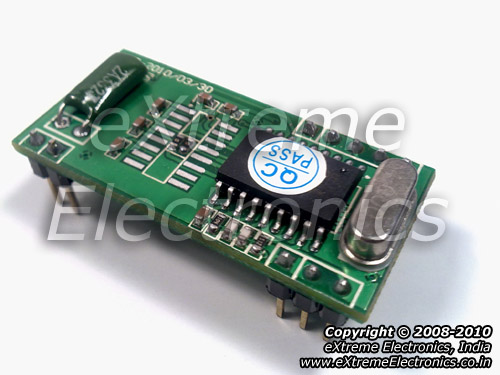 2010/03/30
eXtreme
Electronics
QC
PASS
Copyright © 2008-2010
eXtreme Electronics, India
www.eXtremeElectronics.co.in